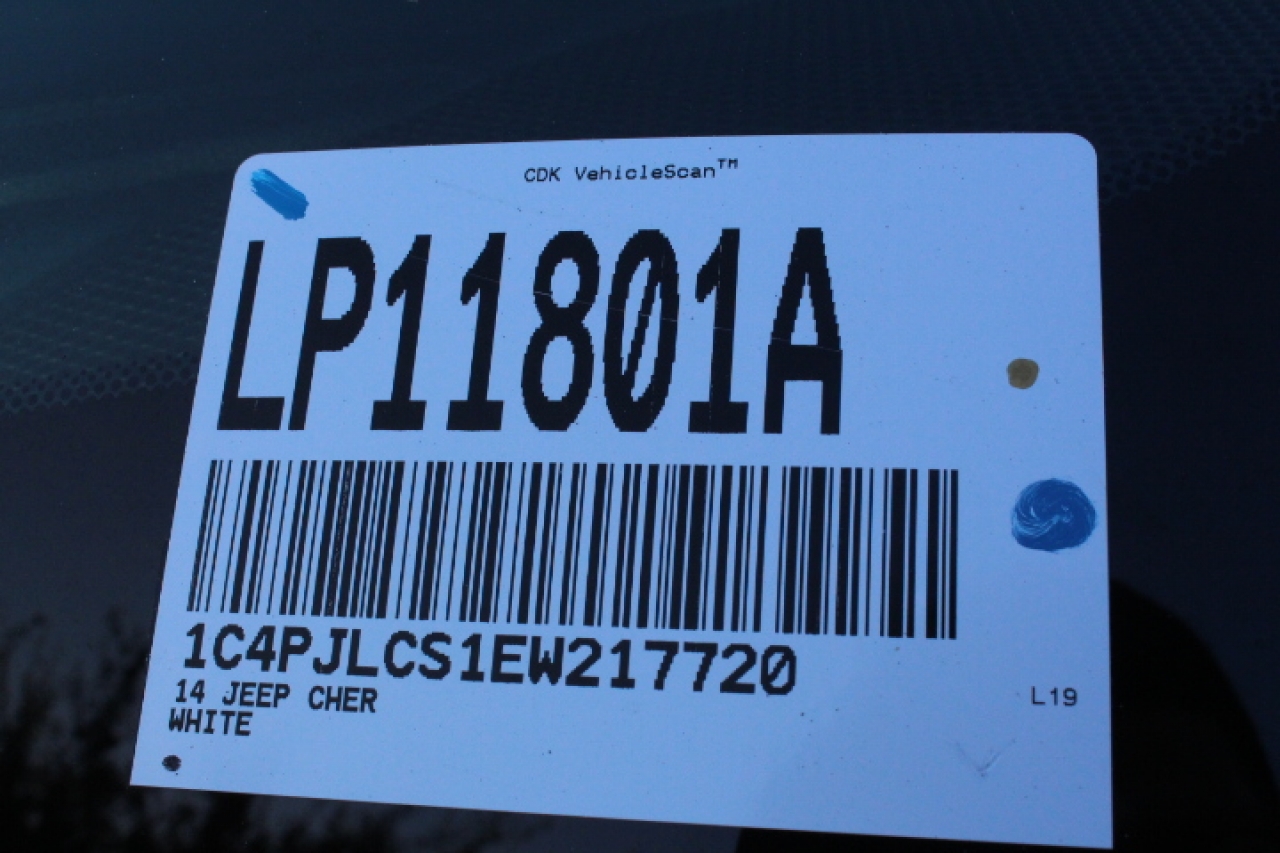 CDK VehicleScan™
LP11801A
1C4PJLCS1EW217720
14 JEEP CHER
WHITE
L19